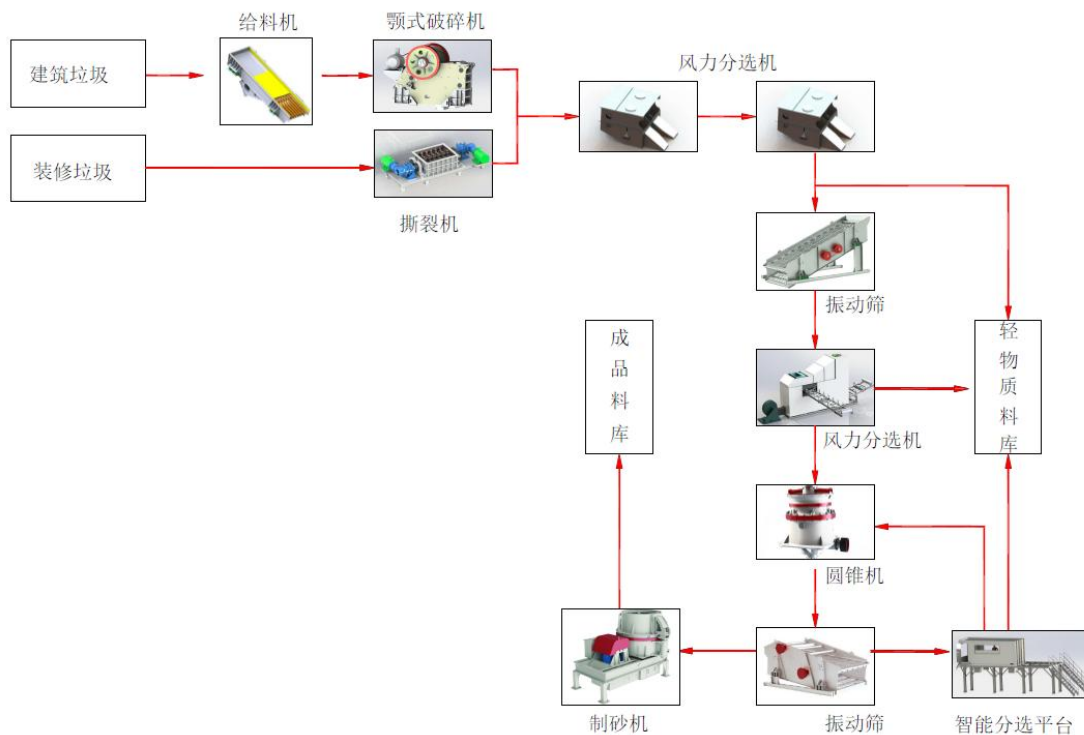 给料机
颚式破碎机
建筑垃圾
风力分选机
装修垃圾
撕裂机
振动筛
成品料库
轻物质料库
风力分选机
圆锥机
制砂机
振动筛
智能分选平台